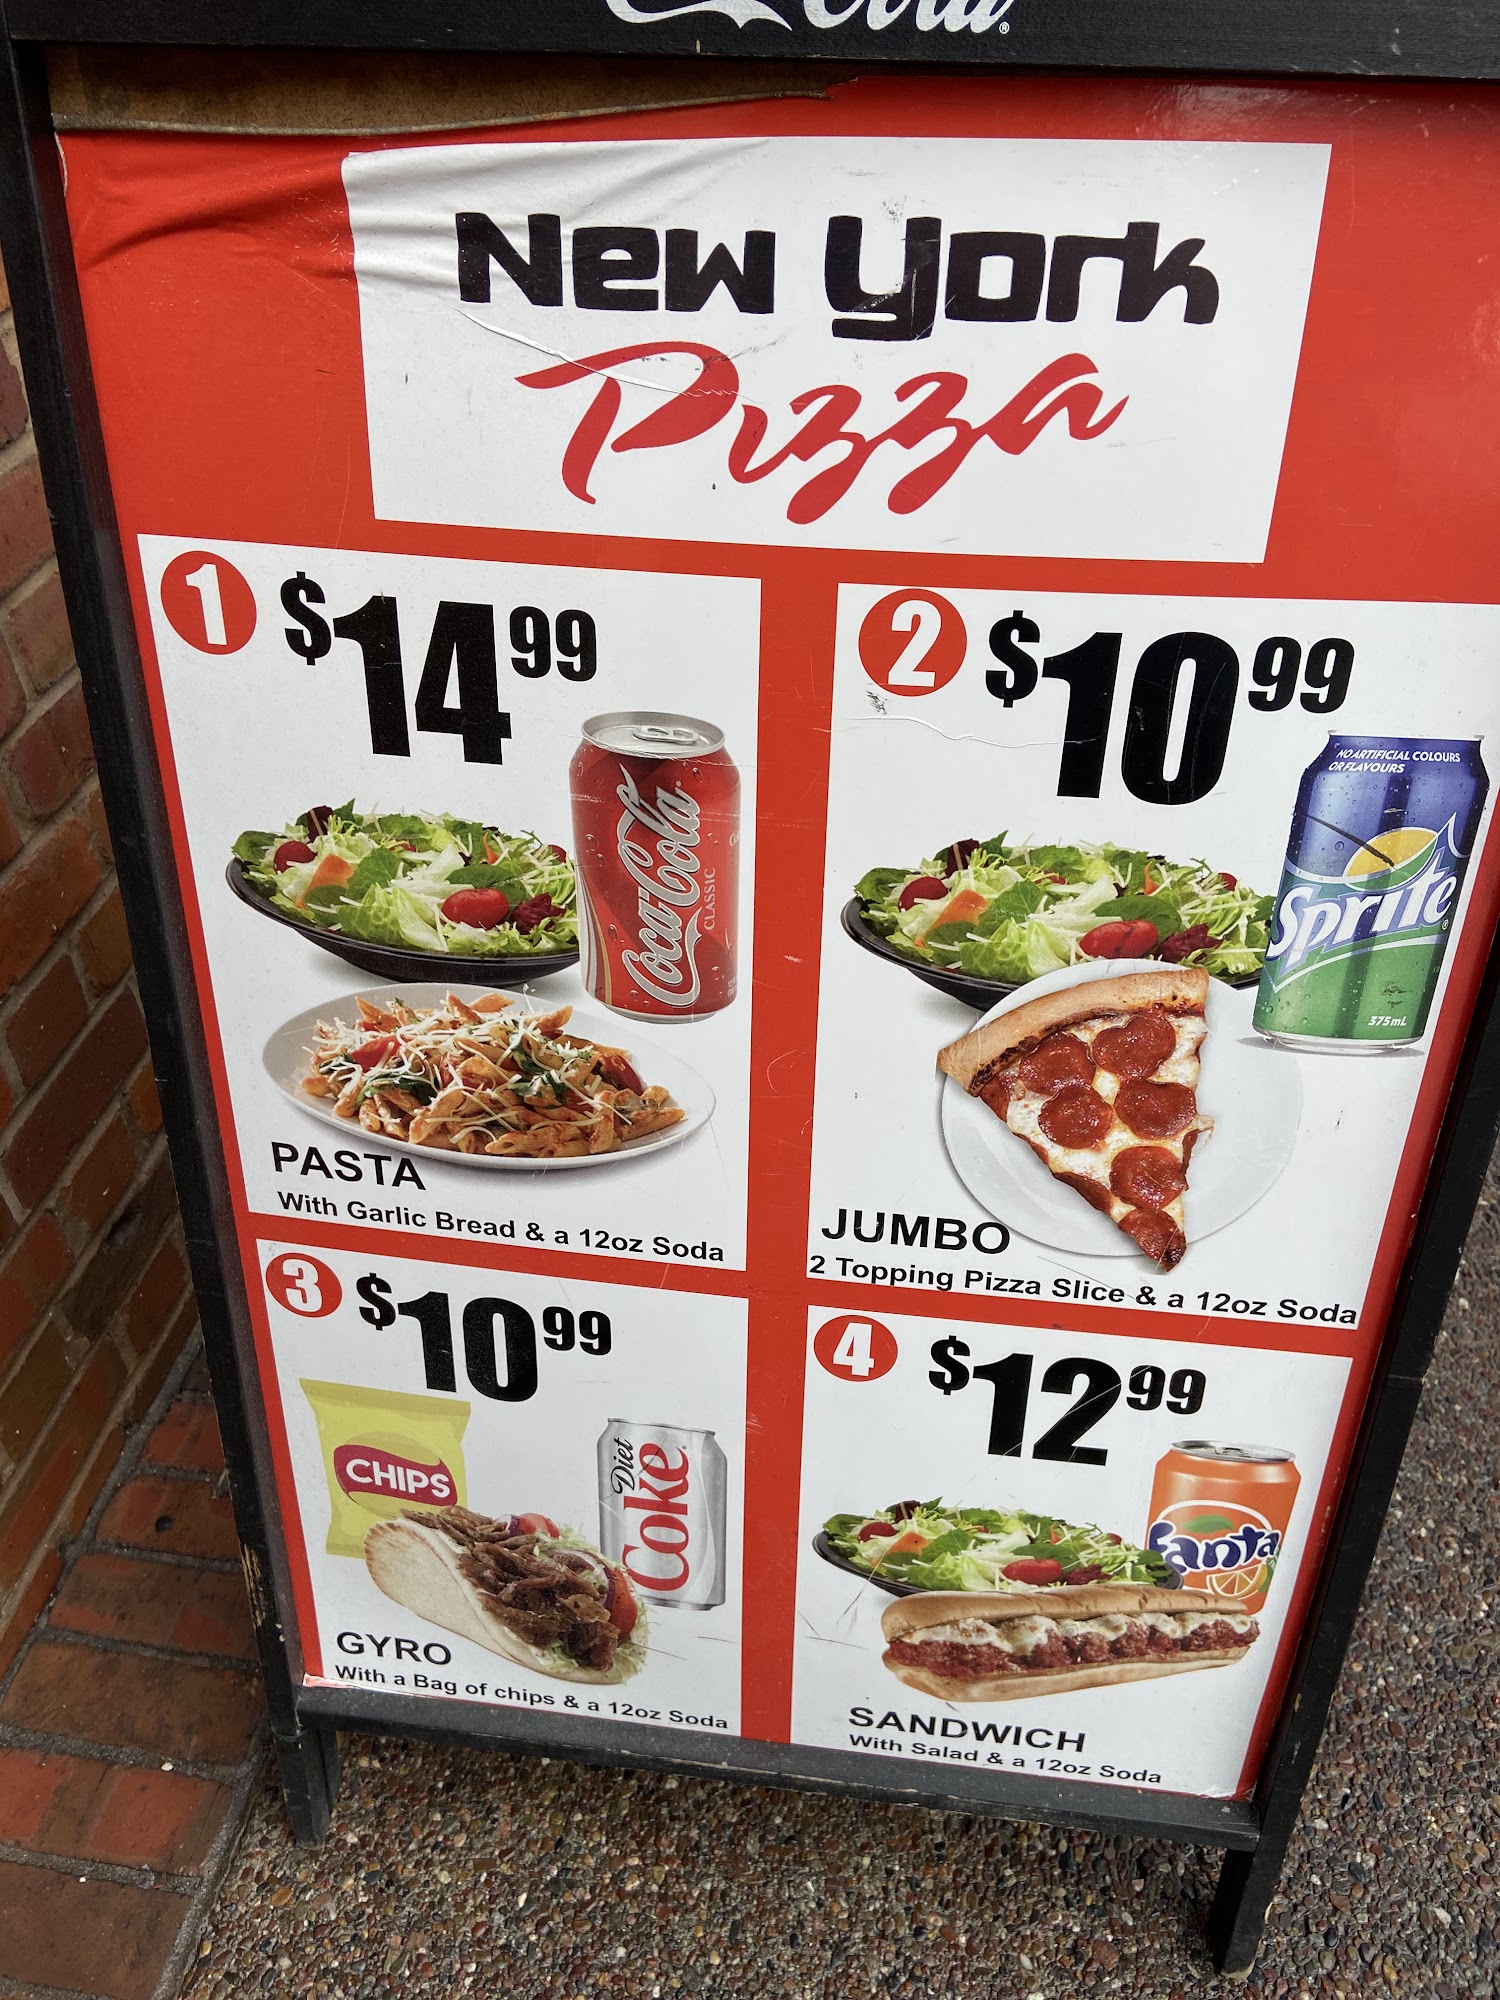 Cola®
New York
Pizza
1
$14 99
Coca-Cola
CLASSIC
PASTA
With Garlic Bread & a 12oz Soda
2
$10 99
NO ARTIFICIAL COLOURS
OR FLAVOURS
Sprite
375mL
JUMBO
2 Topping Pizza Slice & a 12oz Soda
3
$10 99
CHIPS
Diet
Coke
GYRO
With a Bag of chips & a 12oz Soda
4
$12 99
Fanta
SANDWICH
With Salad & a 12oz Soda